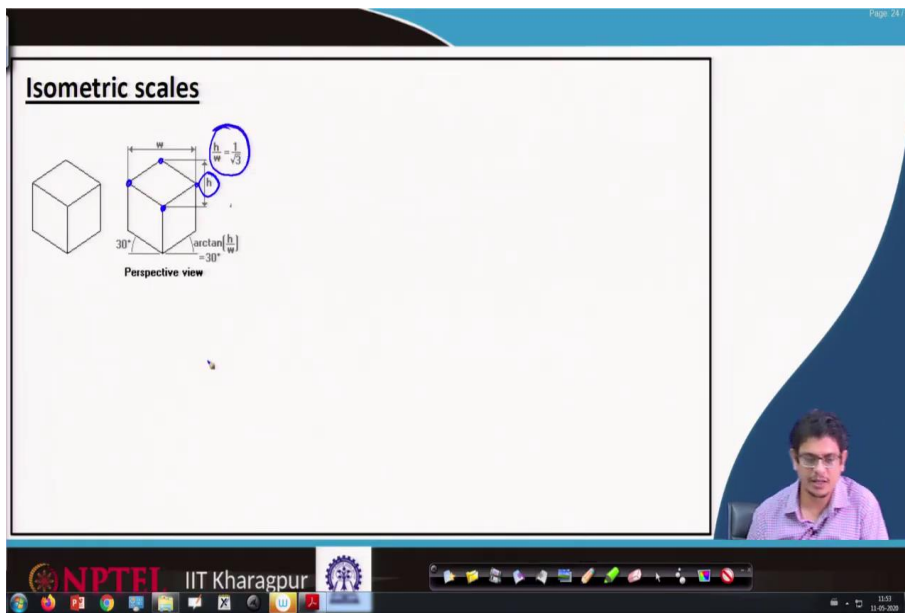 Page: 24 /
Isometric scales
w
h/w = 1/√3
h
30°
arctan[h/w]
=30°
Perspective view
NPTEL
IIT Kharagpur
11:53
11-05-2020